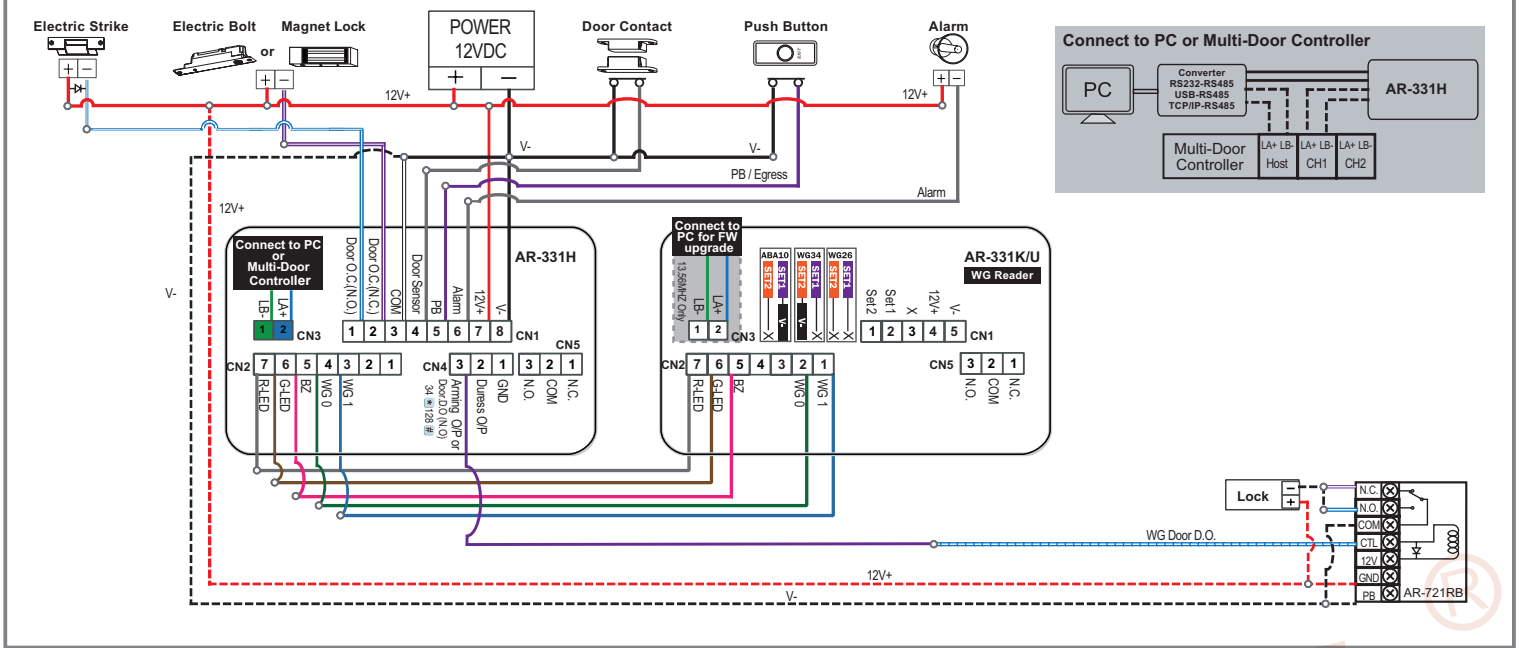 Electric Strike
Electric Bolt
or
Magnet Lock
POWER
12VDC
Door Contact
Push Button
EXIT
Alarm
+ −
+ −
+ −
+ −
12V+
12V+
V-
V-
PB / Egress
Alarm
12V+
V-
Connect to PC or Multi-Door Controller
PC
Converter
RS232-RS485
USB-RS485
TCP/IP-RS485
AR-331H
Multi-Door
Controller
LA+ LB-
Host
LA+ LB-
CH1
LA+ LB-
CH2
AR-331H
Connect to PC
or
Multi-Door
Controller
LB-
LA+
1 2
CN3
Door O.C.(N.O.)
Door O.C.(N.C.)
COM
Door Sensor
PB
Alarm
12V+
V-
1 2 3 4 5 6 7 8
CN1
CN5
CN2
7 6 5 4 3 2 1
R-LED
G-LED
BZ
WG 0
WG 1
CN4
3 2 1
Arming O/P or
Door.D.O (N.O)
34 * 128 #
Duress O/P
GND
3 2 1
N.O.
COM
N.C.
AR-331K/U
WG Reader
Connect to
PC for FW
upgrade
13.56MHZ Only
LB-
LA+
1 2
CN3
ABA10
SET2
SET1
X
V-
WG34
SET2
SET1
V-
X
WG26
SET2
SET1
X
X
Set2
Set1
X
12V+
V-
1 2 3 4 5
CN1
CN2
7 6 5 4 3 2 1
R-LED
G-LED
BZ
WG 0
WG 1
CN5
3 2 1
N.O.
COM
N.C.
Lock
−
+
WG Door D.O.
12V+
V-
N.C.
N.O.
COM
CTL
12V
GND
PB
AR-721RB
R